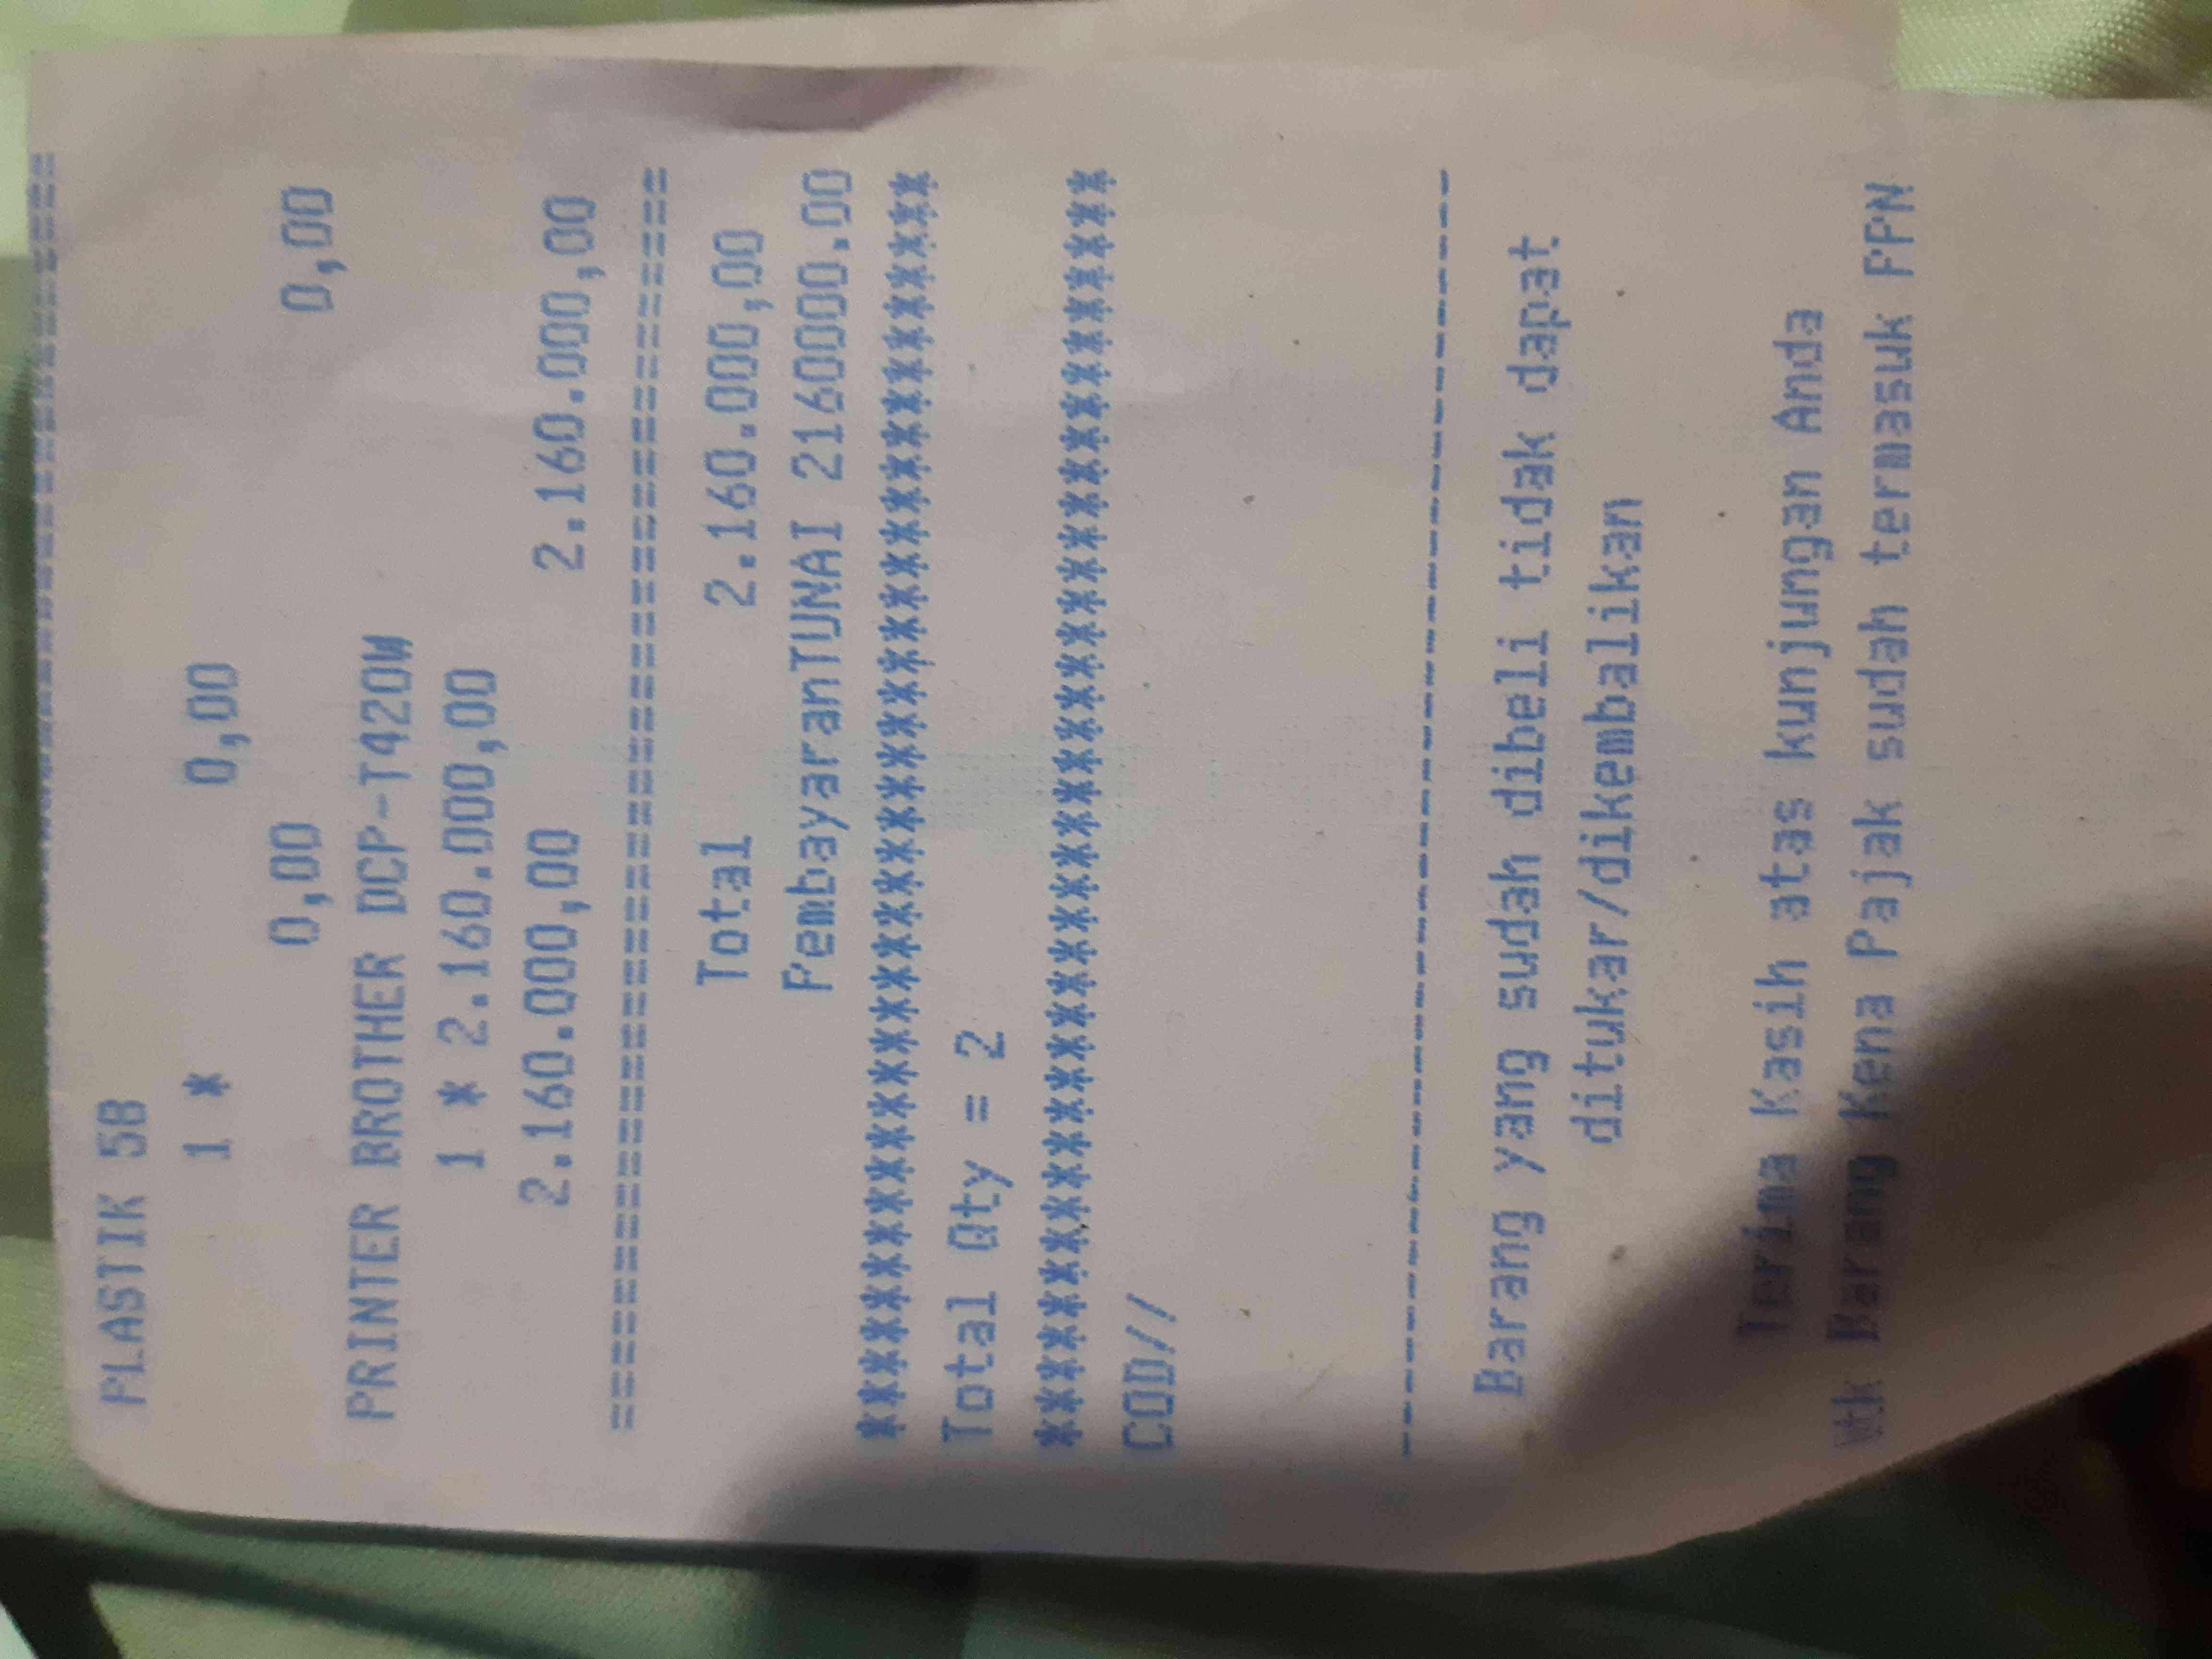 ========================================
PLASTIK 58
1 * 0,00
0,00 0,00
PRINTER BROTHER DCP-T420W
1 * 2.160.000,00
2.160.000,00 2.160.000,00
========================================
Total 2.160.000,00
PembayaranTUNAI 2160000.00
****************************************
Total Qty = 2
****************************************
COD//
----------------------------------------
Barang yang sudah dibeli tidak dapat
ditukar/dikembalikan
Terima Kasih atas kunjungan Anda
Utk Barang Kena Pajak sudah termasuk PPN